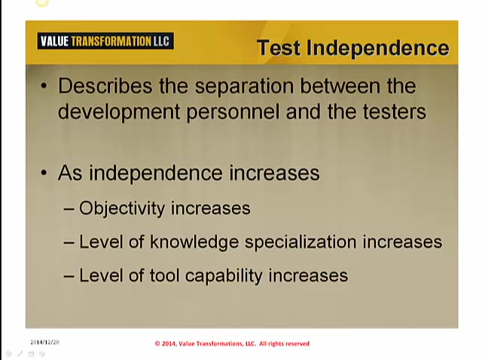 VALUE TRANSFORMATION LLC
Test Independence
• Describes the separation between the
development personnel and the testers
• As independence increases
– Objectivity increases
– Level of knowledge specialization increases
– Level of tool capability increases
2014/12/20
© 2014, Value Transformations, LLC. All rights reserved